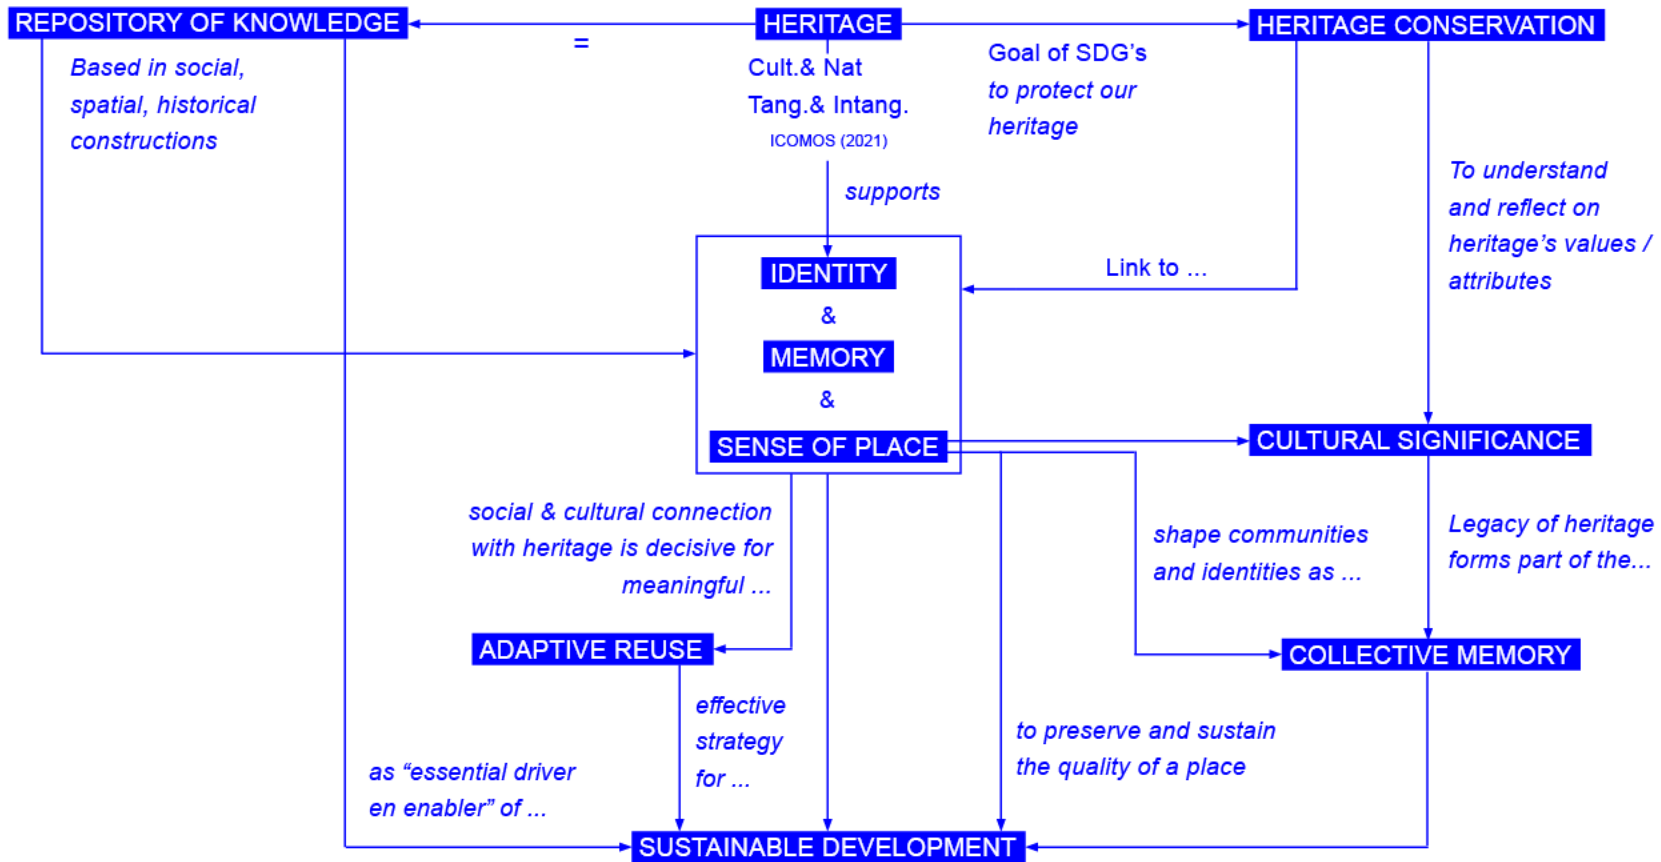 REPOSITORY OF KNOWLEDGE
HERITAGE
HERITAGE CONSERVATION
=
Based in social,
spatial, historical
constructions
Cult.& Nat
Tang.& Intang.
ICOMOS (2021)
Goal of SDG's
to protect our
heritage
supports
To understand
and reflect on
heritage's values /
attributes
Link to ...
IDENTITY
&
MEMORY
&
SENSE OF PLACE
CULTURAL SIGNIFICANCE
social & cultural connection
with heritage is decisive for
meaningful ...
shape communities
and identities as ...
Legacy of heritage
forms part of the...
ADAPTIVE REUSE
COLLECTIVE MEMORY
effective
strategy
for ...
to preserve and sustain
the quality of a place
as “essential driver
en enabler” of ...
SUSTAINABLE DEVELOPMENT